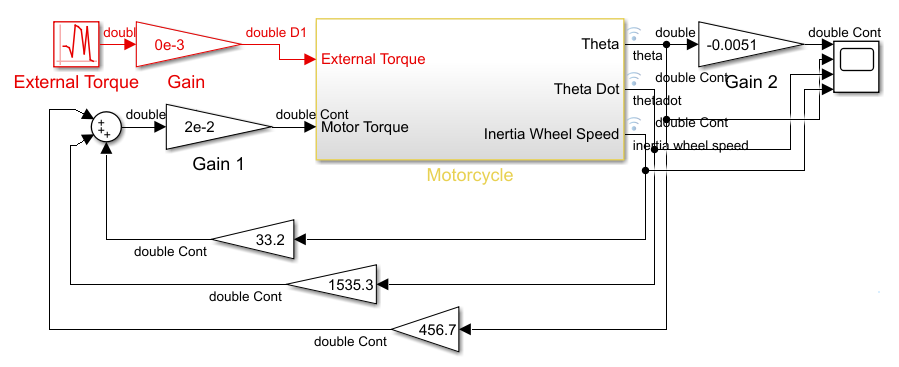 doubl
double D1
0e-3
External Torque
Gain
External Torque
Motor Torque
Theta
Theta Dot
Inertia Wheel Speed
Motorcycle
double
theta
-0.0051
double Cont
Gain 2
double Cont
thetadot
double Cont
inertia wheel speed
+
+
+
double
2e-2
double Cont
Gain 1
33.2
double Cont
1535.3
double Cont
456.7
double Cont